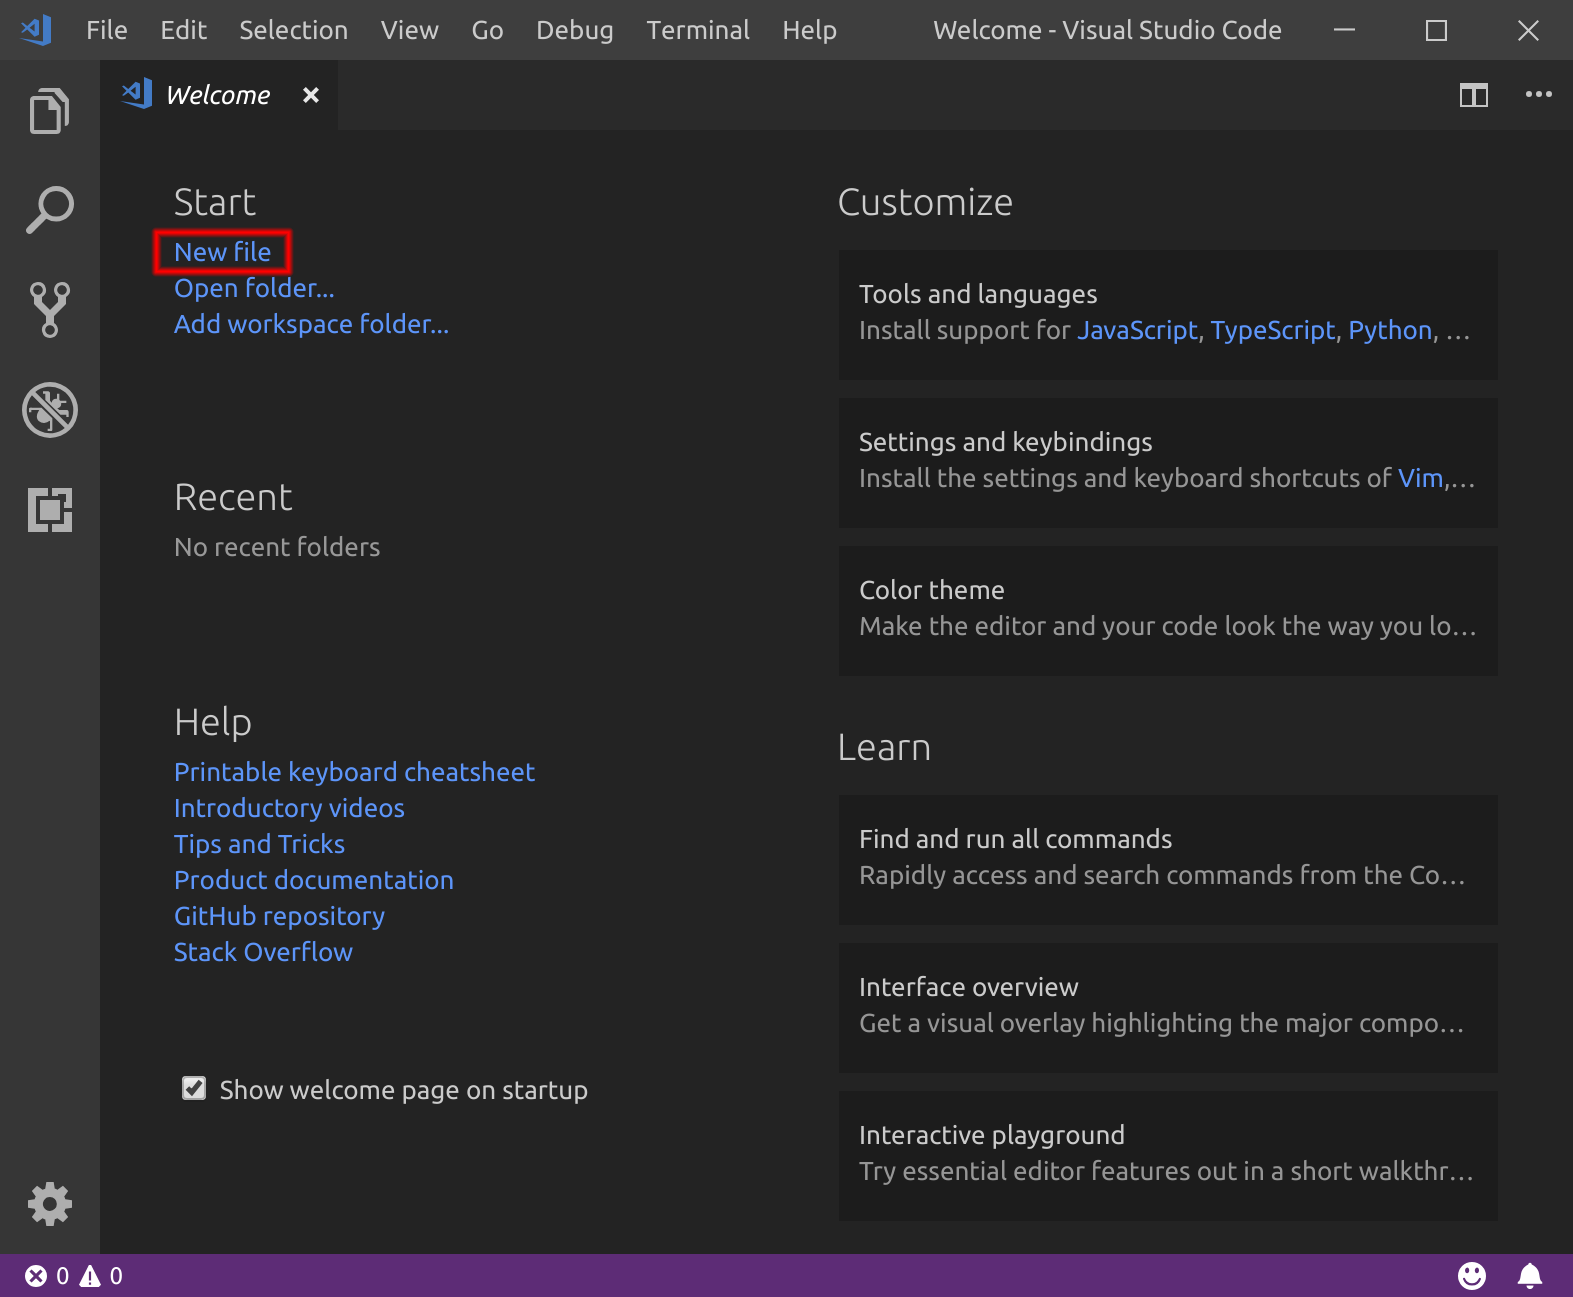 File Edit Selection View Go Debug Terminal Help Welcome - Visual Studio Code
Welcome
Start
New file
Open folder...
Add workspace folder...
Recent
No recent folders
Help
Printable keyboard cheatsheet
Introductory videos
Tips and Tricks
Product documentation
GitHub repository
Stack Overflow
Show welcome page on startup
Customize
Tools and languages
Install support for JavaScript, TypeScript, Python, ...
Settings and keybindings
Install the settings and keyboard shortcuts of Vim,...
Color theme
Make the editor and your code look the way you lo...
Learn
Find and run all commands
Rapidly access and search commands from the Co...
Interface overview
Get a visual overlay highlighting the major compo...
Interactive playground
Try essential editor features out in a short walkthr...
0 0